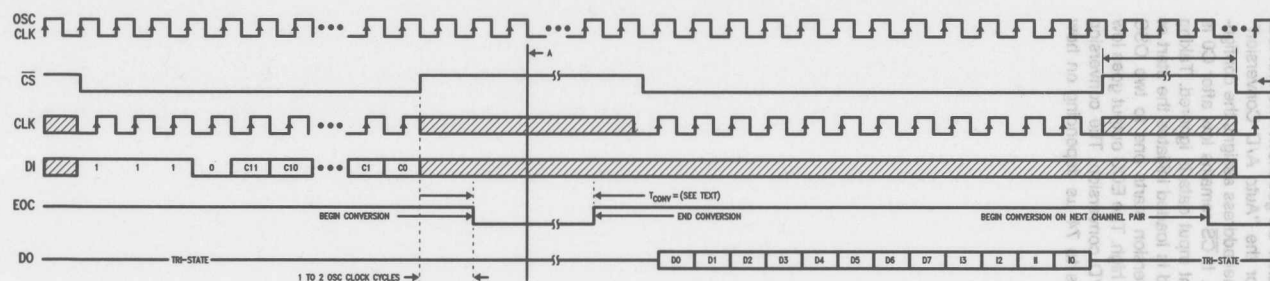 OSC
CLK
A
CS
CLK
DI 1 1 1 0 C11 C10 C1 C0
EOC
T CONV = (SEE TEXT)
BEGIN CONVERSION
END CONVERSION
BEGIN CONVERSION ON NEXT CHANNEL PAIR
DO TRI-STATE D0 D1 D2 D3 D4 D5 D6 D7 I3 I2 I1 I0 TRI-STATE
1 TO 2 OSC CLOCK CYCLES